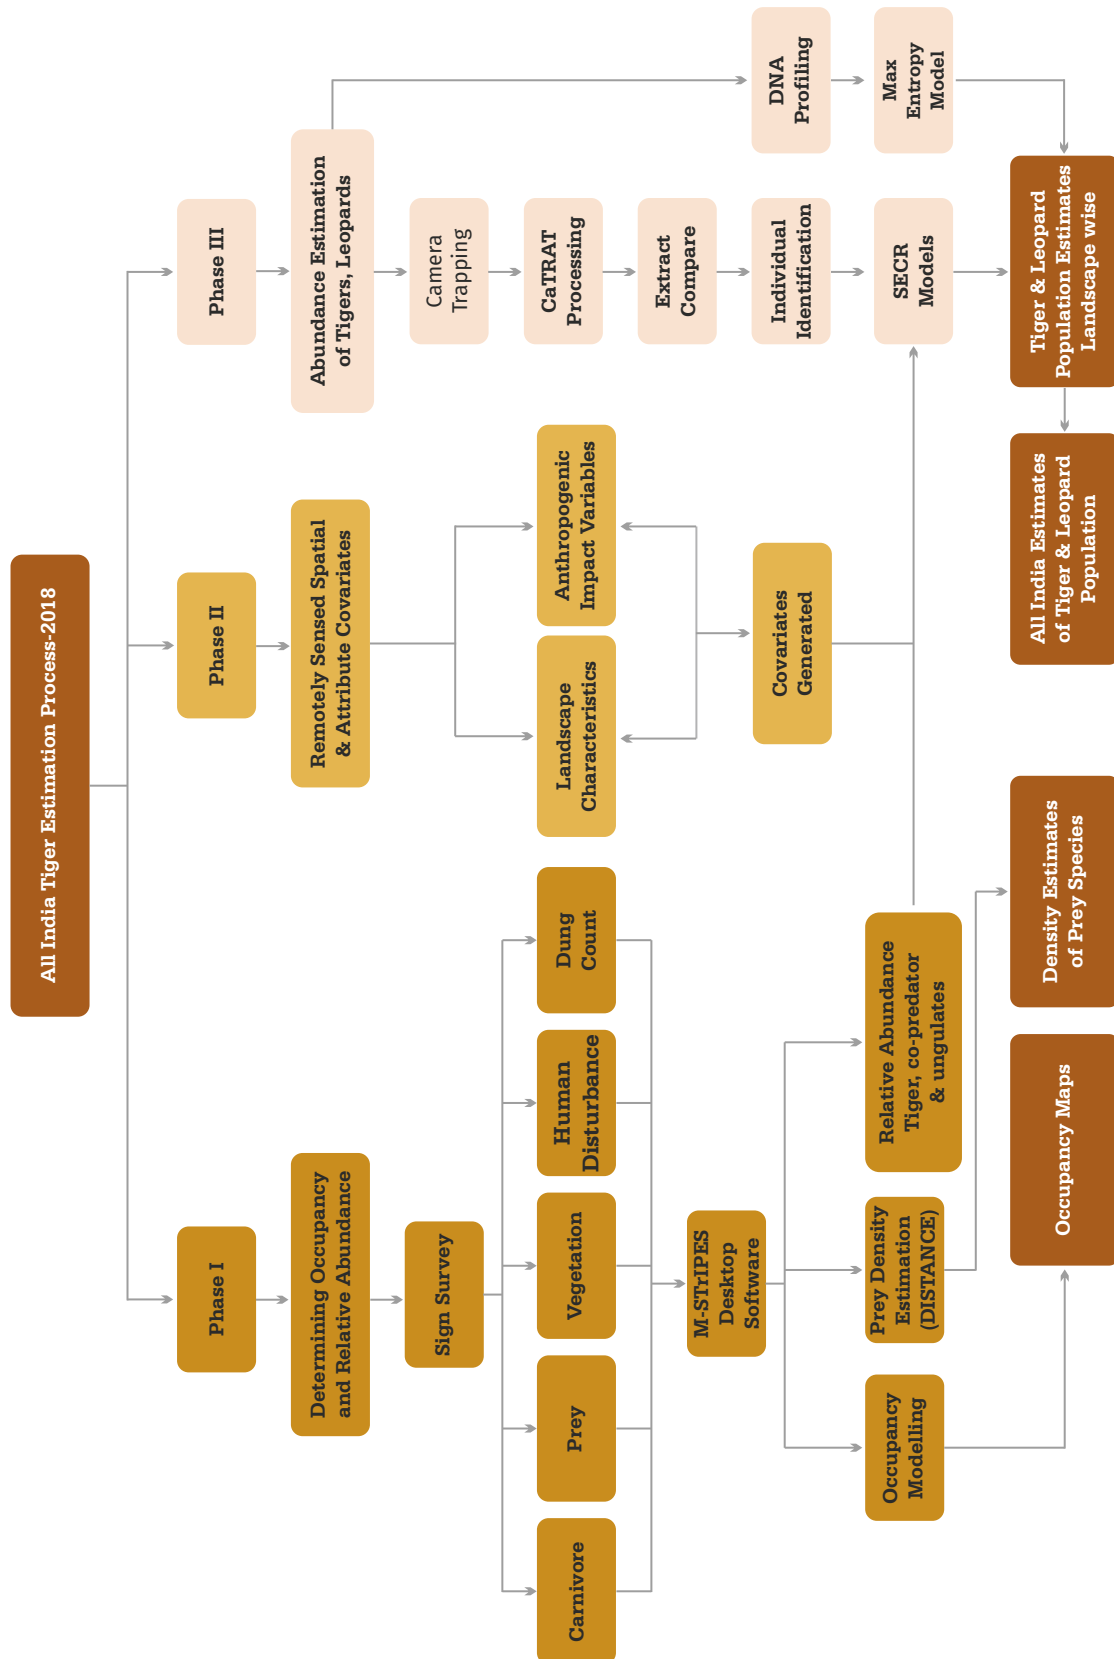 All India Tiger Estimation Process-2018
Phase I
Phase II
Phase III
Determining Occupancy
and Relative Abundance
Remotely Sensed Spatial
& Attribute Covariates
Abundance Estimation
of Tigers, Leopards
Sign Survey
Camera
Trapping
Carnivore
Prey
Vegetation
Human
Disturbance
Dung
Count
Landscape
Characteristics
Anthropogenic
Impact Variables
CaTRAT
Processing
M-STrIPES
Desktop
Software
Extract
Compare
Covariates
Generated
Individual
Identification
DNA
Profiling
Occupancy
Modelling
Prey Density
Estimation
(DISTANCE)
Relative Abundance
Tiger, co-predator
& ungulates
SECR
Models
Max
Entropy
Model
Occupancy Maps
Density Estimates
of Prey Species
All India Estimates
of Tiger & Leopard
Population
Tiger & Leopard
Population Estimates
Landscape wise